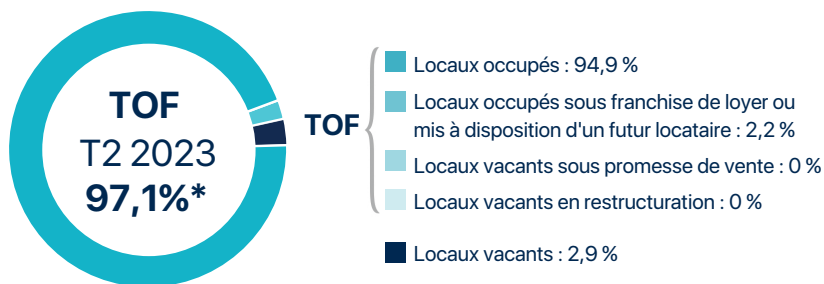 TOF
T2 2023
97,1%*
TOF
Locaux occupés : 94,9 %
Locaux occupés sous franchise de loyer ou
mis à disposition d'un futur locataire : 2,2 %
Locaux vacants sous promesse de vente : 0 %
Locaux vacants en restructuration : 0 %
Locaux vacants : 2,9 %